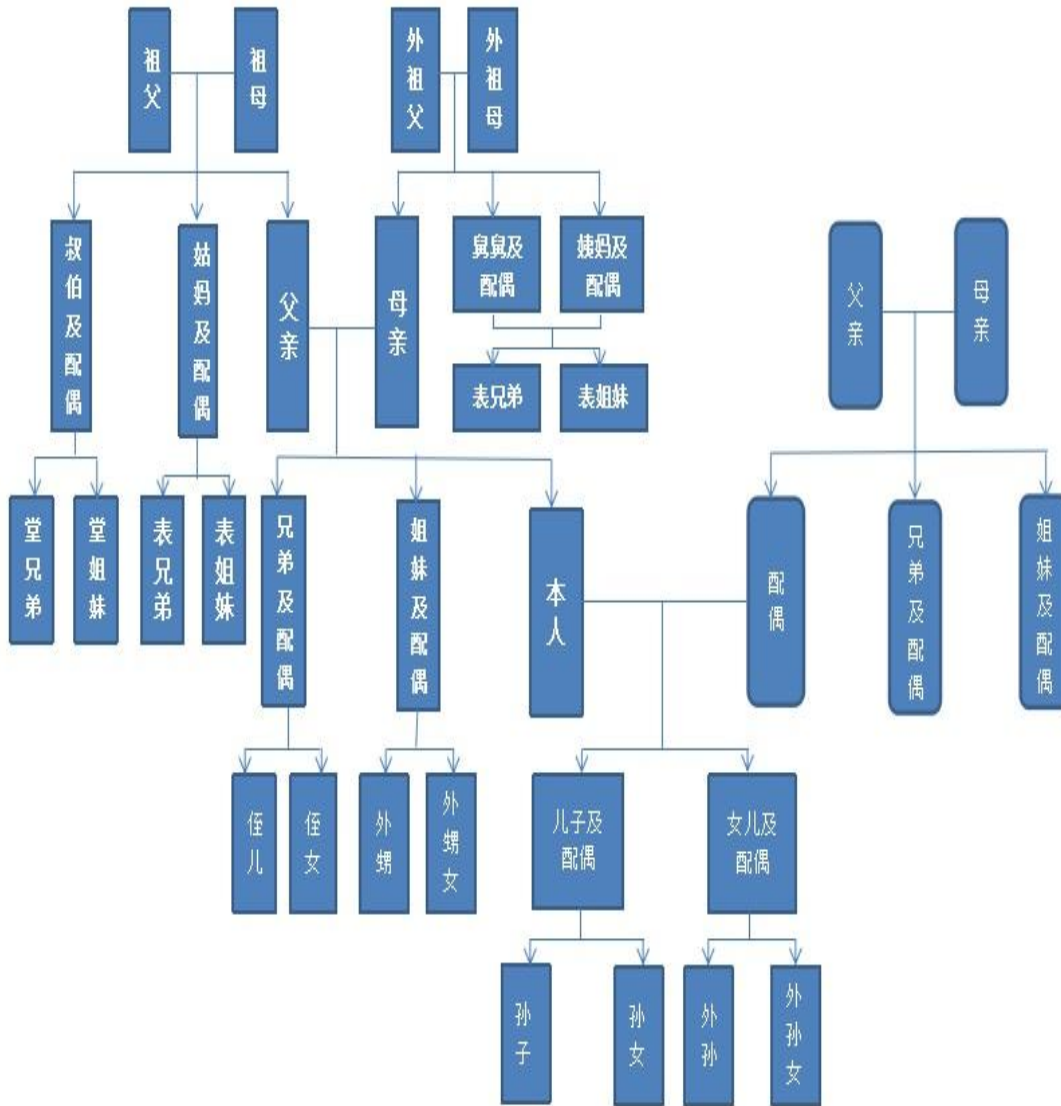 祖父
祖母
外祖父
外祖母
叔伯及配偶
姑妈及配偶
父亲
母亲
舅舅及
配偶
姨妈及
配偶
父亲
母亲
表兄弟
表姐妹
堂兄弟
堂姐妹
表兄弟
表姐妹
兄弟及配偶
姐妹及配偶
本人
配偶
兄弟及配偶
姐妹及配偶
侄儿
侄女
外甥
外甥女
儿子及
配偶
女儿及
配偶
孙子
孙女
外孙
外孙女